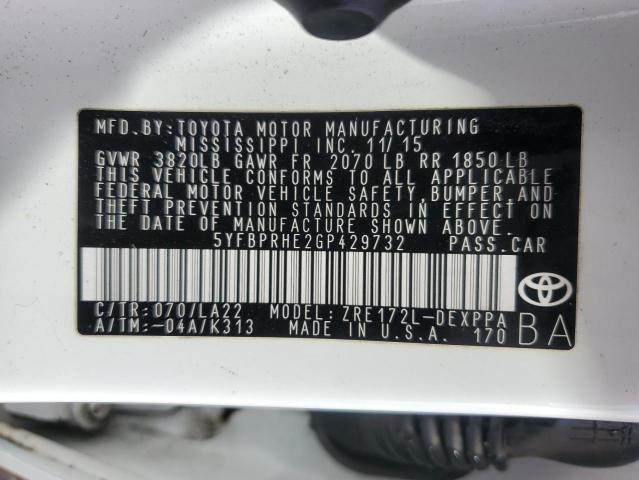 MFD.BY:TOYOTA MOTOR MANUFACTURING
MISSISSIPPI INC. 11/15
GVWR 3820LB GAWR FR 2070 LB RR 1850 LB
THIS VEHICLE CONFORMS TO ALL APPLICABLE
FEDERAL MOTOR VEHICLE SAFETY, BUMPER, AND
THEFT PREVENTION STANDARDS IN EFFECT ON
THE DATE OF MANUFACTURE SHOWN ABOVE.
5YFBPRHE2GP429732 PASS.CAR
C/TR: 070/LA22 MODEL: ZRE172L-DEXPPA
A/TM:-04A/K313 MADE IN U.S.A. 170 BA